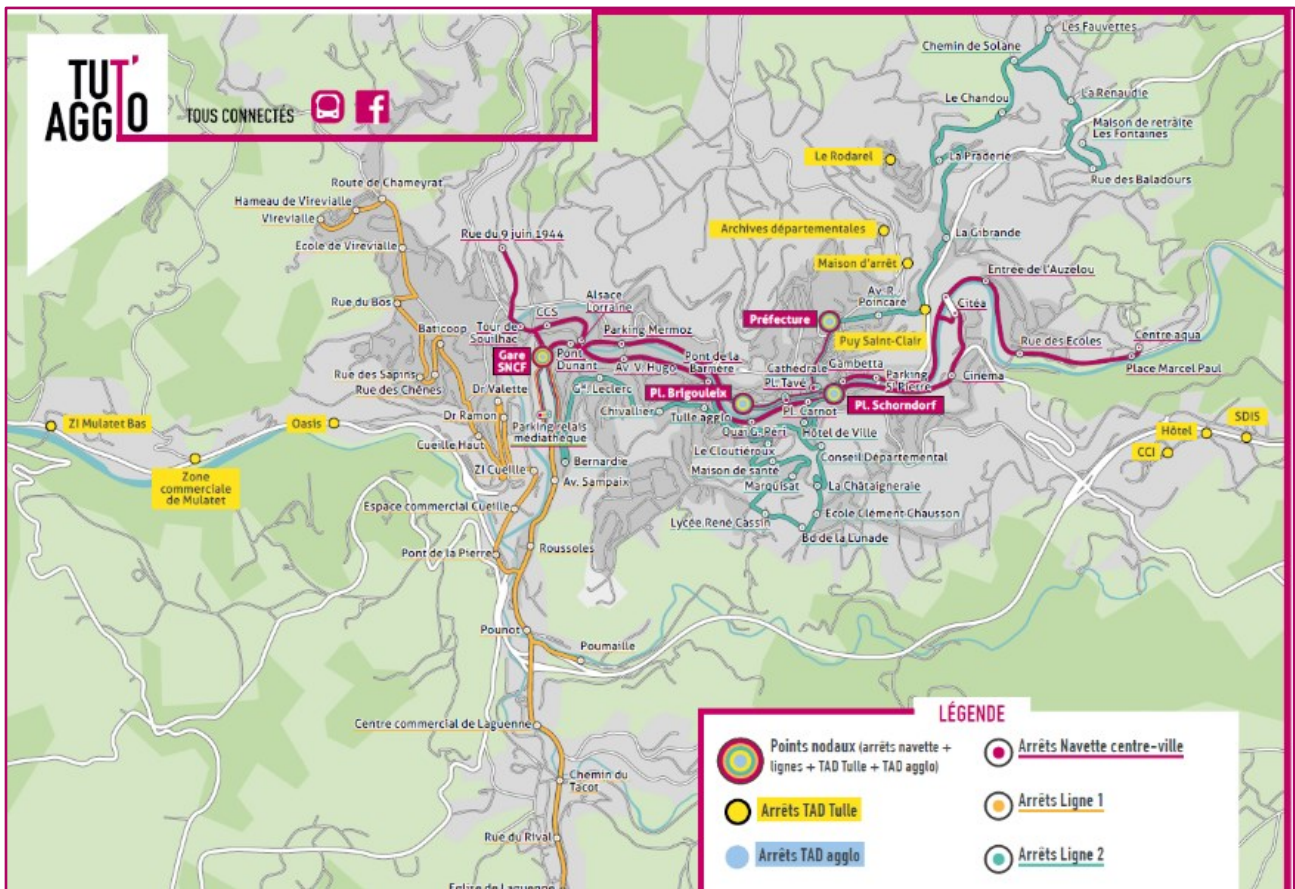 TUT'
AGGLO
TOUS CONNECTÉS
Les Fauvettes
Chemin de Solane
La Renaudie
Le Chandou
Maison de retraite
Les Fontaines
Le Rodarel
La Praderie
Rue des Baladours
Route de Chameyrat
Hameau de Virevialle
Virevialle
Archives départementales
Rue du 9 juin 1944
La Gibrande
Ecole de Virevialle
Maison d'arrêt
Entrée de l'Auzelou
Rue du Bos
Alsace
Lorraine
Av. R.
Poincaré
Citéa
CCS
Baticoop
Tour de
Souilhac
Parking Mermoz
Préfecture
Puy Saint-Clair
Rue des Ecoles
Centre aqua
Gare
SNCF
Pont
Dunant
Av. V. Hugo
Pont de la
Barrière
Cathédrale
Gambetta
Place Marcel Paul
Rue des Sapins
Rue des Chênes
Dr Valette
Gal Leclerc
Pl. Brigouleix
Pl. Tavé
Parking
St Pierre
Cinéma
Pl. Schorndorf
Dr Ramon
Parking relais
médiathèque
Chivallier
Tulle agglo
Pl. Carnot
ZI Mulatet Bas
Oasis
Quai G. Péri
Hôtel de Ville
SDIS
Hôtel
CCI
Cueille Haut
Le Cloutiéroux
Conseil Départemental
Zone
commerciale
de Mulatet
ZI Cueille
Bernardie
Maison de santé
Av. Sampaix
Marquisat
La Châtaigneraie
Espace commercial Cueille
Lycée René Cassin
Ecole Clément Chausson
Bd de la Lunade
Pont de la Pierre
Roussoles
Pounot
Poumaille
Centre commercial de Laguenne
Chemin du
Tacot
Rue du Rival
Eglise de Laguenne
LÉGENDE
Points nodaux (arrêts navette +
lignes + TAD Tulle + TAD agglo)
Arrêts TAD Tulle
Arrêts TAD agglo
Arrêts Navette centre-ville
Arrêts Ligne 1
Arrêts Ligne 2